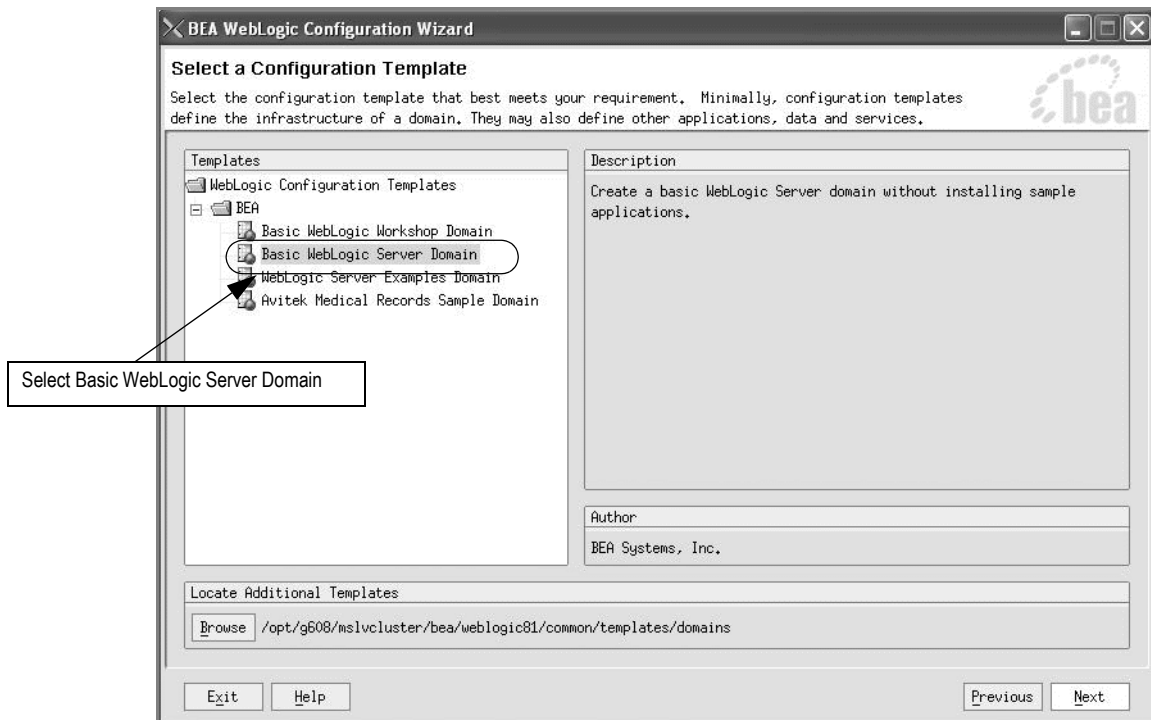 BEA WebLogic Configuration Wizard
Select a Configuration Template
Select the configuration template that best meets your requirement. Minimally, configuration templates
define the infrastructure of a domain. They may also define other applications, data and services.
bea
Templates
WebLogic Configuration Templates
BEA
Basic WebLogic Workshop Domain
Basic WebLogic Server Domain
WebLogic Server Examples Domain
Avitek Medical Records Sample Domain
Select Basic WebLogic Server Domain
Description
Create a basic WebLogic Server domain without installing sample
applications.
Author
BEA Systems, Inc.
Locate Additional Templates
Browse /opt/g608/mslvcluster/bea/weblogic81/common/templates/domains
Exit Help Previous Next